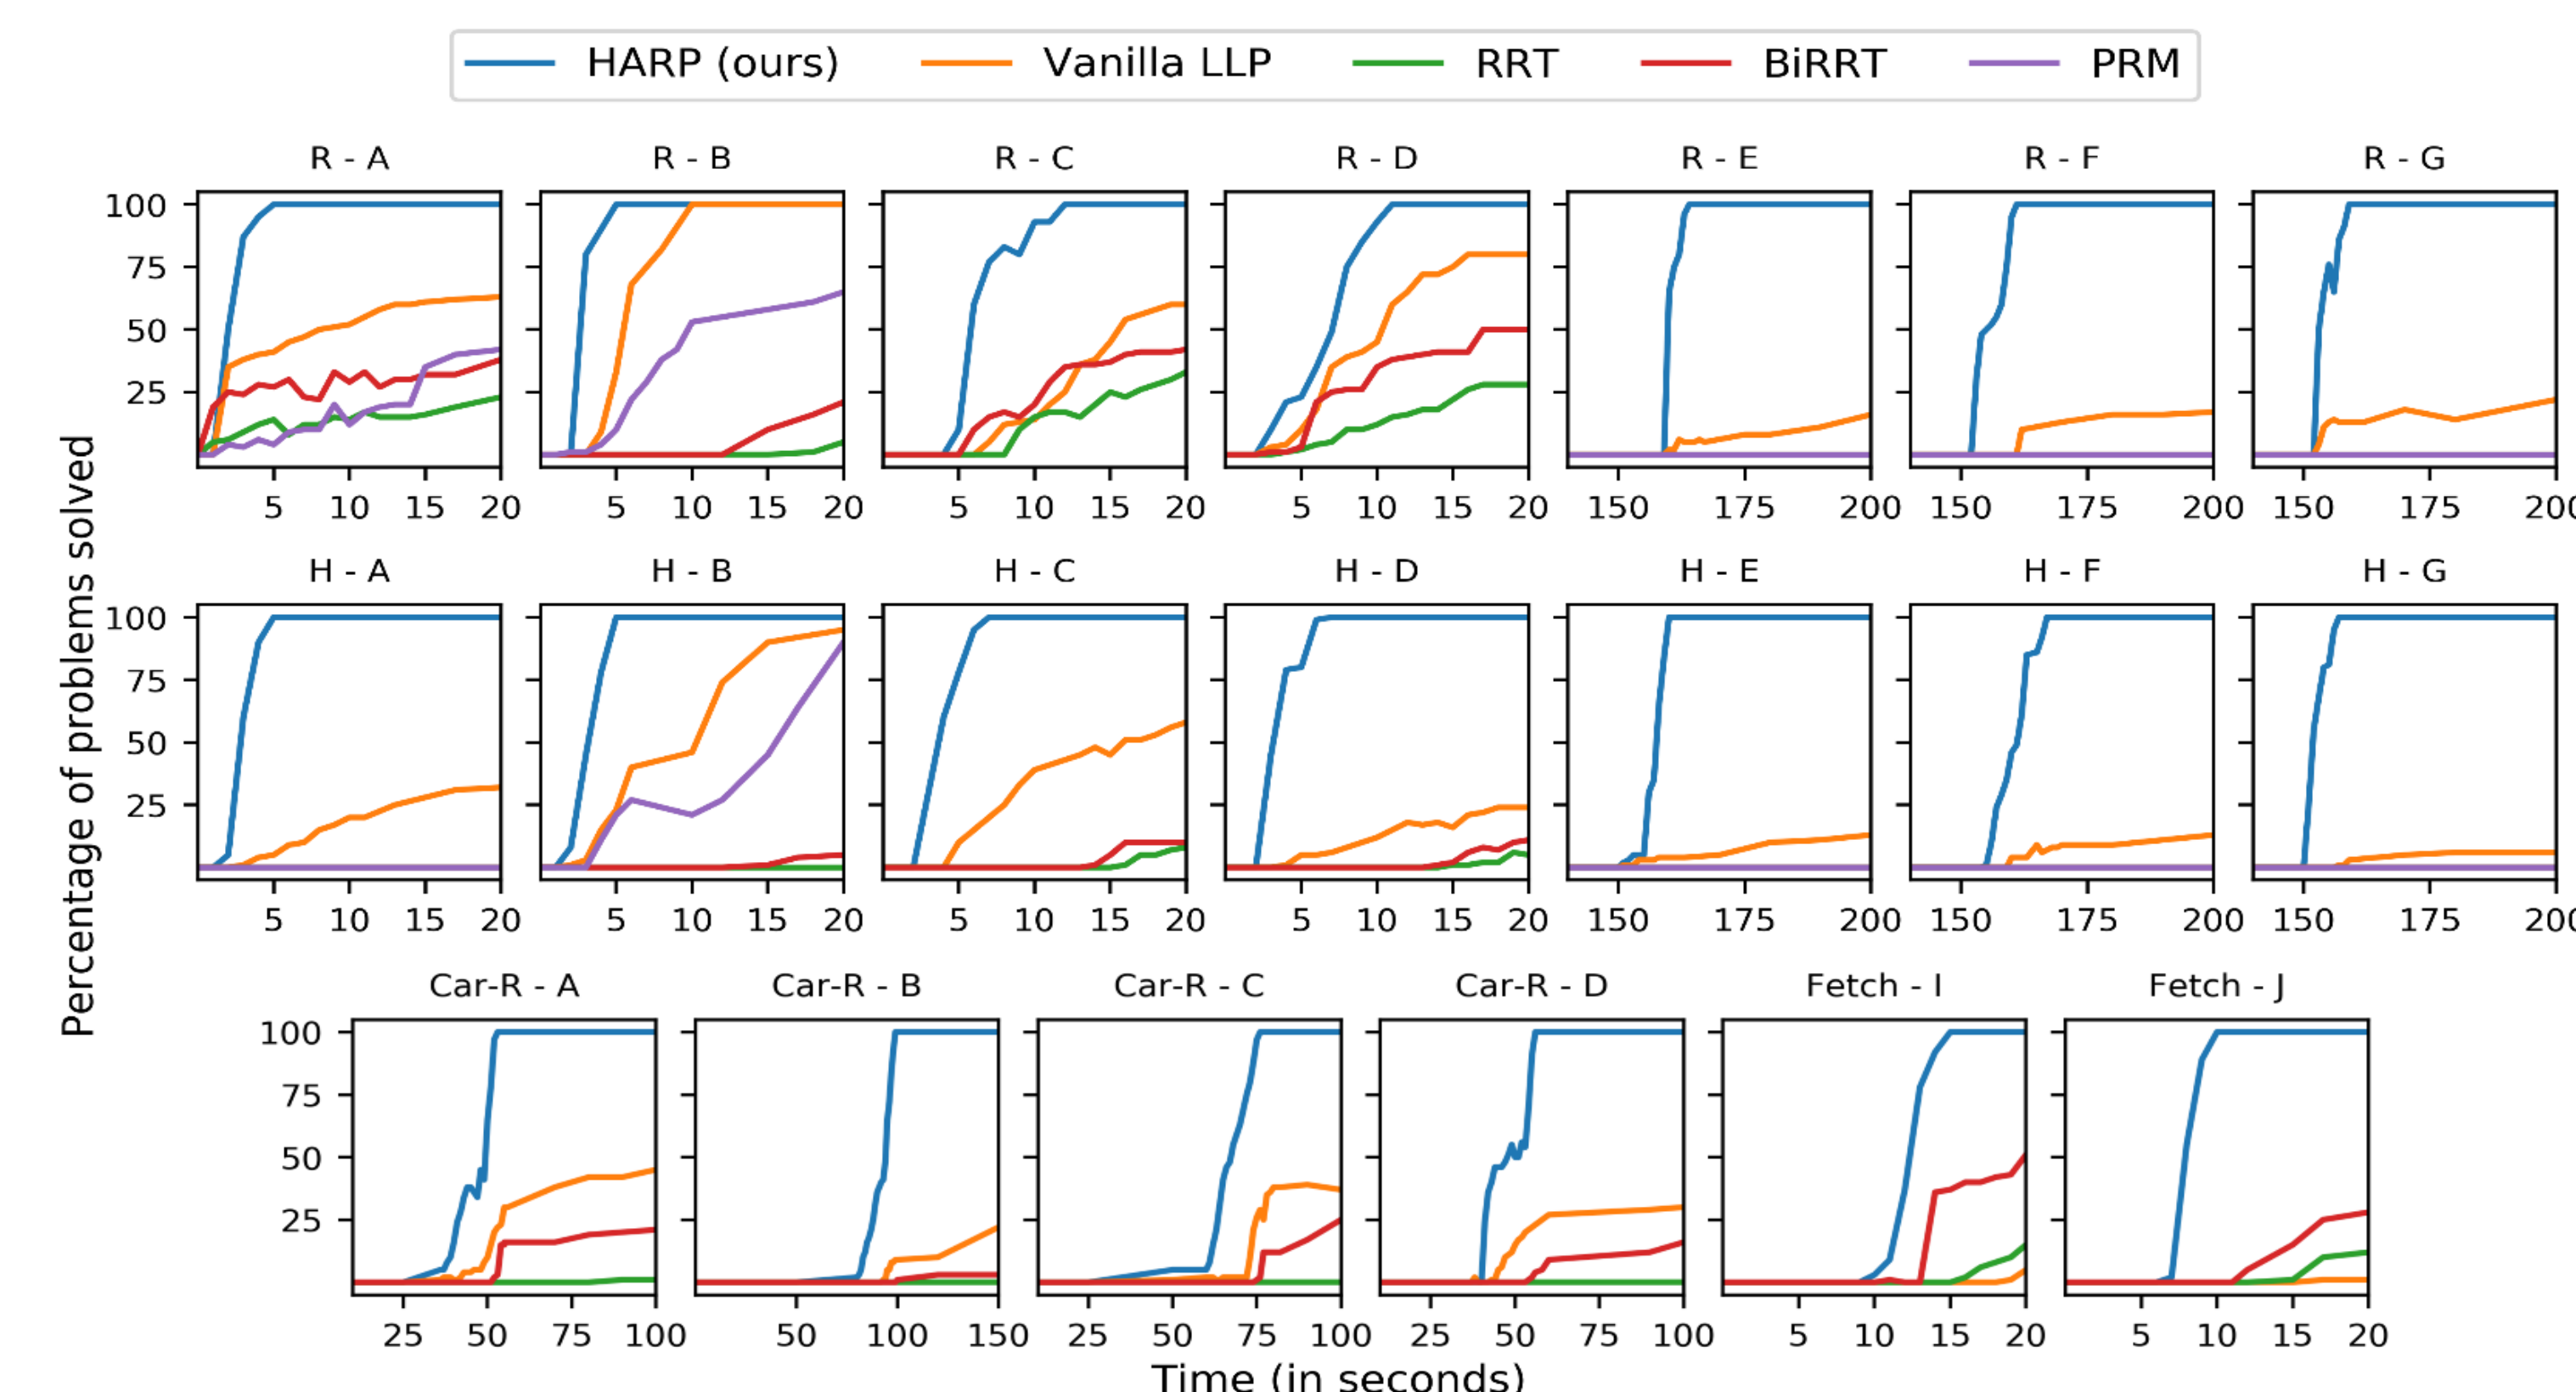 HARP (ours) Vanilla LLP RRT BiRRT PRM
R - A R - B R - C R - D R - E R - F R - G
100
75
50
25
5 10 15 20 5 10 15 20 5 10 15 20 5 10 15 20 150 175 200 150 175 200 150 175 200
H - A H - B H - C H - D H - E H - F H - G
100
75
50
25
5 10 15 20 5 10 15 20 5 10 15 20 5 10 15 20 150 175 200 150 175 200 150 175 200
Percentage of problems solved
Car-R - A Car-R - B Car-R - C Car-R - D Fetch - I Fetch - J
100
75
50
25
25 50 75 100 50 100 150 25 50 75 100 25 50 75 100 5 10 15 20 5 10 15 20
Time (in seconds)